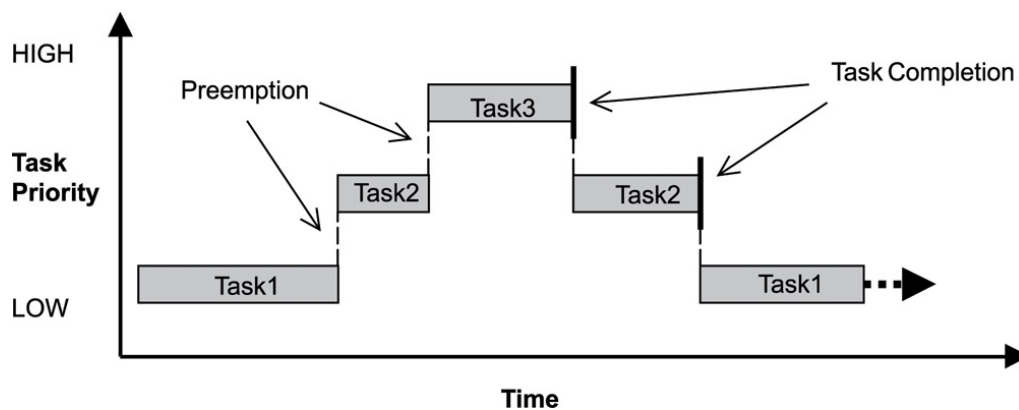 HIGH
Preemption
Task Completion
Task3
Task
Priority
Task2
Task2
Task1
Task1
LOW
Time